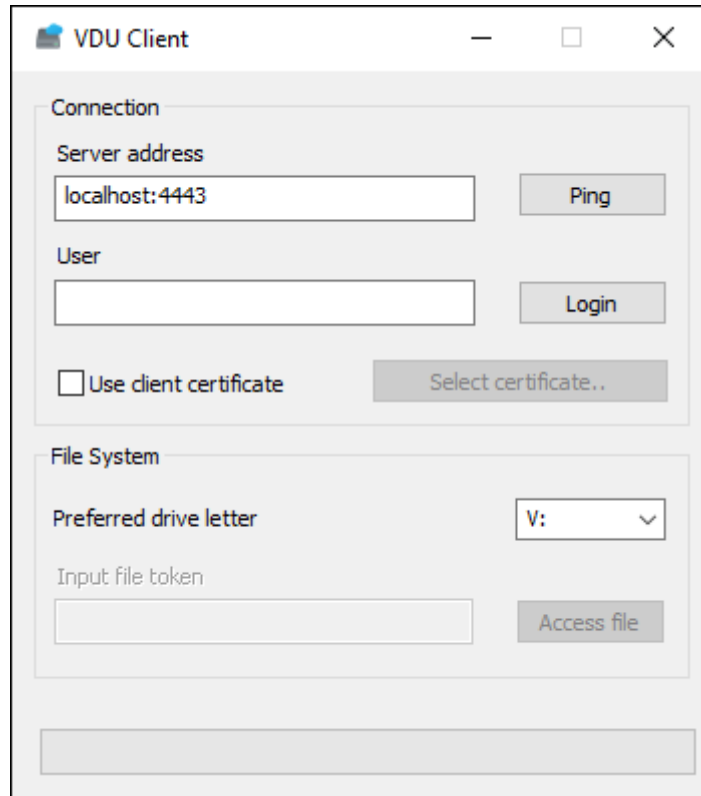 VDU Client
Connection
Server address
localhost:4443
Ping
User
Login
Use client certificate
Select certificate..
File System
Preferred drive letter
V:
Input file token
Access file